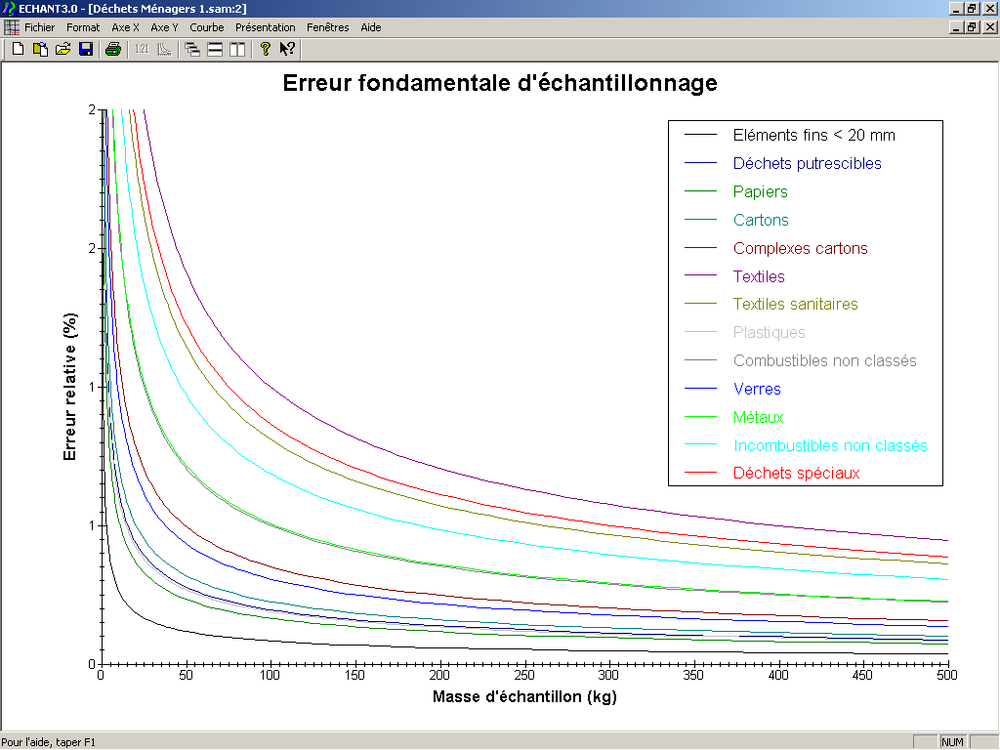 ECHANT3.0 - [Déchets Ménagers 1.sam:2]
Fichier Format Axe X Axe Y Courbe Présentation Fenêtres Aide
1.21
Erreur fondamentale d'échantillonnage
2
2
1
1
0
Erreur relative (%)
Eléments fins < 20 mm
Déchets putrescibles
Papiers
Cartons
Complexes cartons
Textiles
Textiles sanitaires
Plastiques
Combustibles non classés
Verres
Métaux
Incombustibles non classés
Déchets spéciaux
0 50 100 150 200 250 300 350 400 450 500
Masse d'échantillon (kg)
Pour l'aide, taper F1 NUM